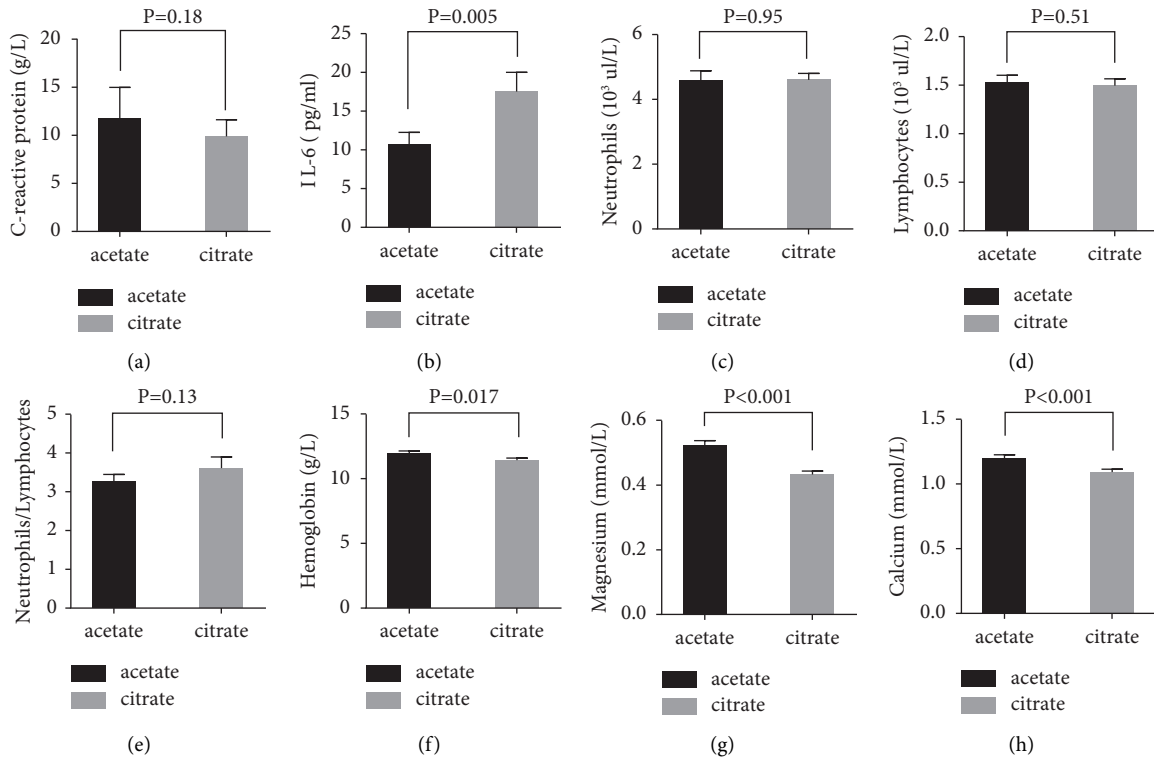 P=0.18
C-reactive protein (g/L)
20
15
10
5
0
acetate
citrate
acetate
citrate
(a)
P=0.005
IL-6 ( pg/ml)
25
20
15
10
5
0
acetate
citrate
acetate
citrate
(b)
P=0.95
Neutrophils (10³ ul/L)
6
4
2
0
acetate
citrate
acetate
citrate
(c)
P=0.51
Lymphocytes (10³ ul/L)
2.0
1.5
1.0
0.5
0.0
acetate
citrate
acetate
citrate
(d)
P=0.13
Neutrophils/Lymphocytes
5
4
3
2
1
0
acetate
citrate
acetate
citrate
(e)
P=0.017
Hemoglobin (g/L)
15
10
5
0
acetate
citrate
acetate
citrate
(f)
P<0.001
Magnesium (mmol/L)
0.6
0.4
0.2
0.0
acetate
citrate
acetate
citrate
(g)
P<0.001
Calcium (mmol/L)
1.5
1.0
0.5
0.0
acetate
citrate
acetate
citrate
(h)